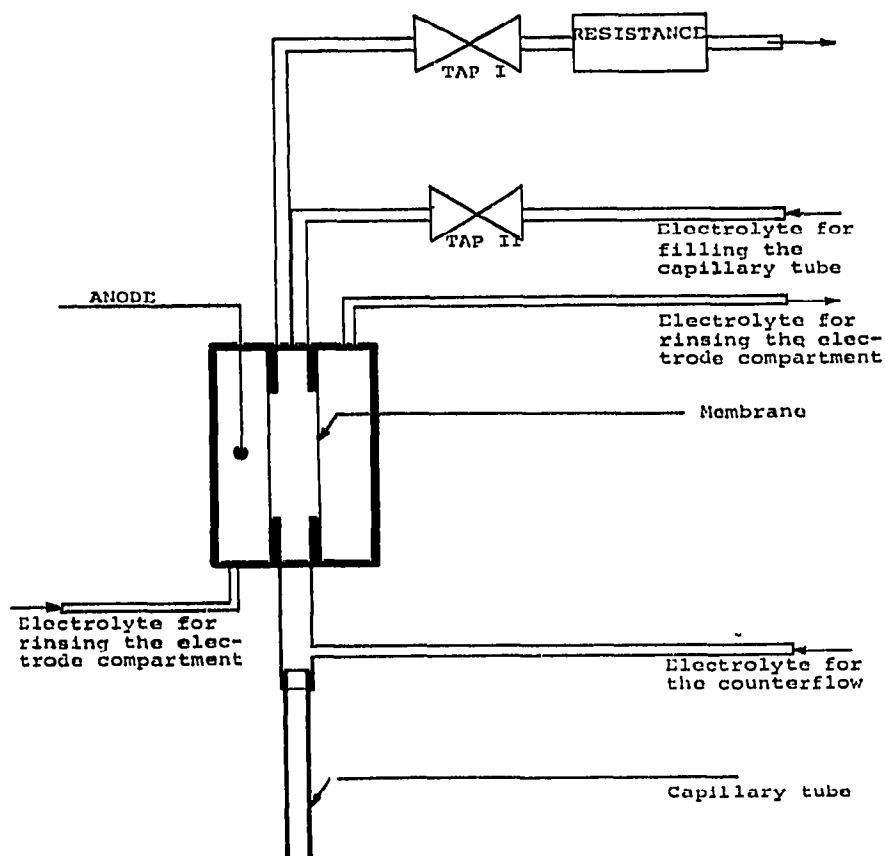 RESISTANCE
TAP I
TAP II
Electrolyte for
filling the
capillary tube
ANODE
Electrolyte for
rinsing the elec-
trode compartment
Membrane
Electrolyte for
rinsing the elec-
trode compartment
Electrolyte for
the counterflow
Capillary tube